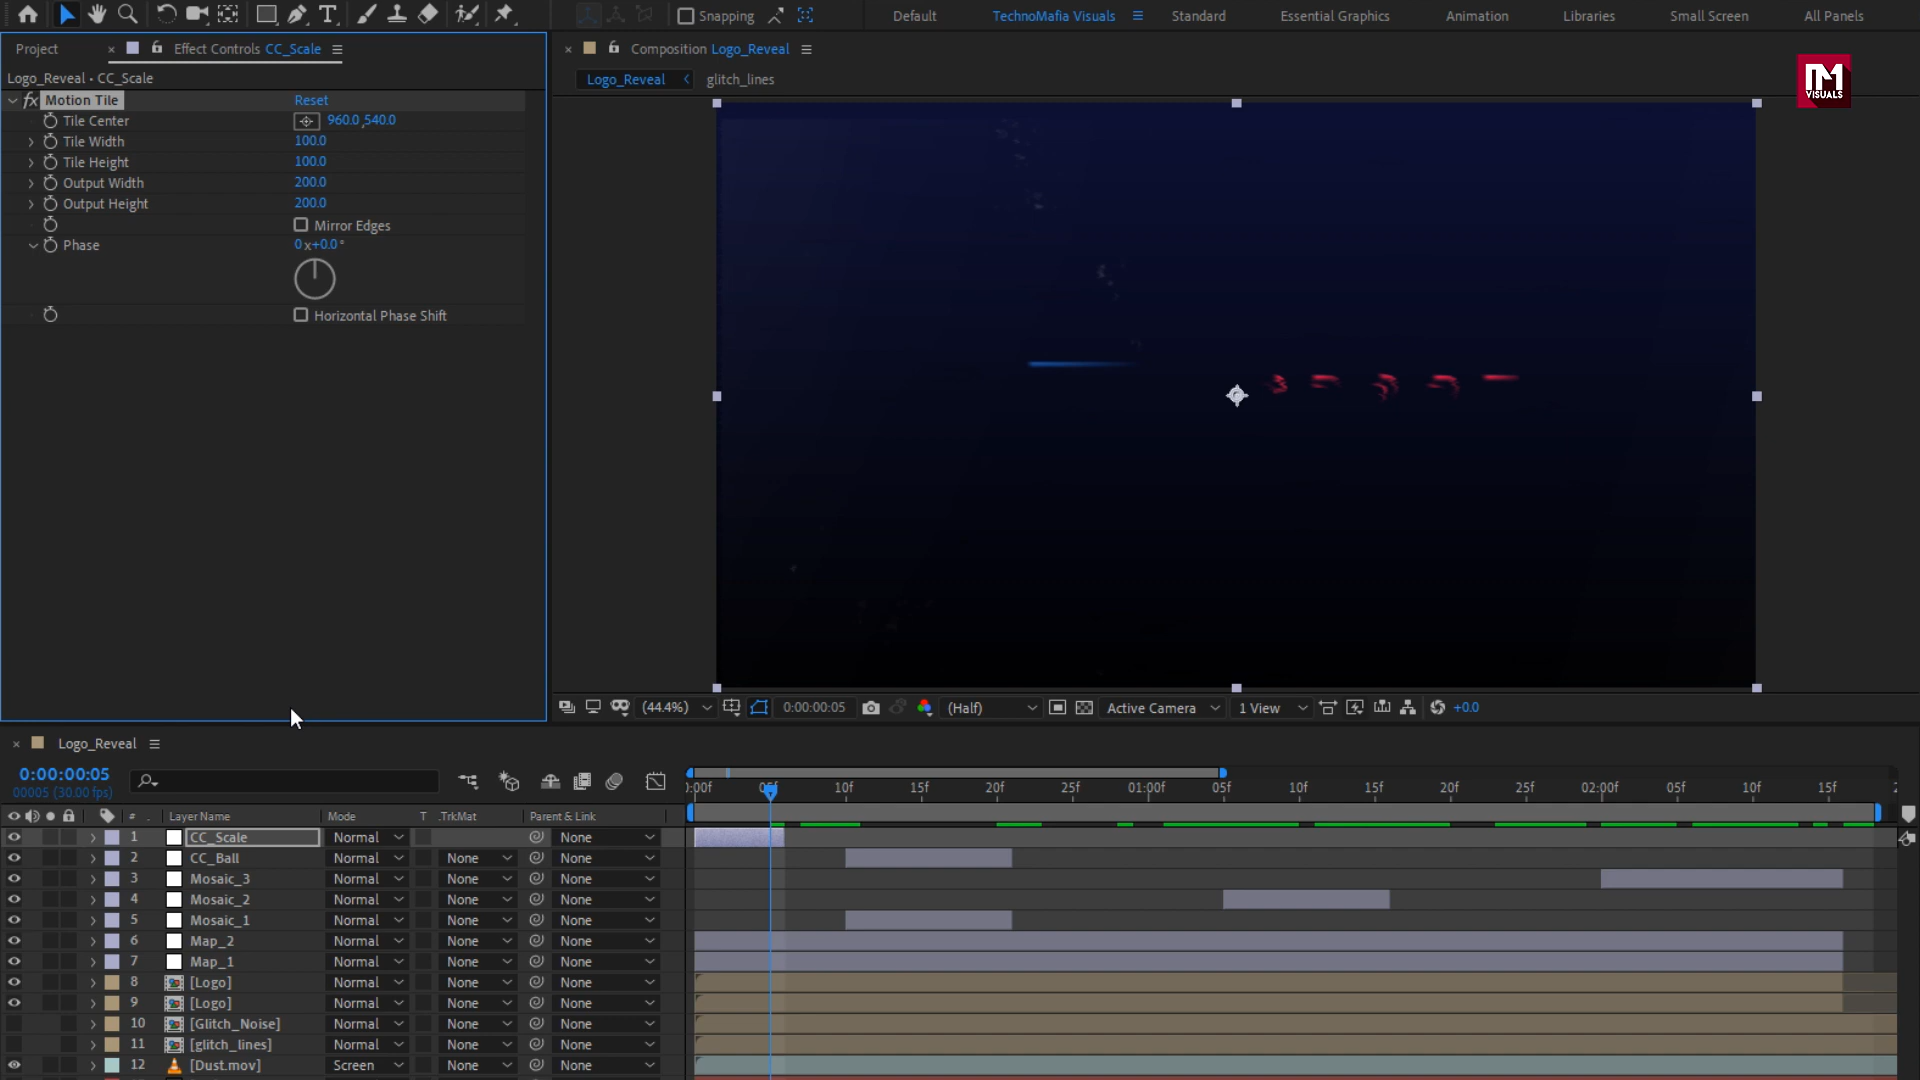 Snapping
Default
TechnoMafia Visuals
Standard
Essential Graphics
Animation
Libraries
Small Screen
All Panels
Project
Effect Controls CC_Scale
Composition Logo_Reveal
Logo_Reveal • CC_Scale
Logo_Reveal
glitch_lines
VISUALS
fx Motion Tile Reset
Tile Center 960.0,540.0
Tile Width 100.0
Tile Height 100.0
Output Width 200.0
Output Height 200.0
Mirror Edges
Phase 0x+0.0°
Horizontal Phase Shift
(44.4%)
0:00:00:05
(Half)
Active Camera
1 View
+0.0
Logo_Reveal
0:00:00:05
00005 (30.00 fps)
:00f 05f 10f 15f 20f 25f 01:00f 05f 10f 15f 20f 25f 02:00f 05f 10f 15f
# Layer Name Mode T .TrkMat Parent & Link
1 CC_Scale Normal None
2 CC_Ball Normal None None
3 Mosaic_3 Normal None None
4 Mosaic_2 Normal None None
5 Mosaic_1 Normal None None
6 Map_2 Normal None None
7 Map_1 Normal None None
8 [Logo] Normal None None
9 [Logo] Normal None None
10 [Glitch_Noise] Normal None None
11 [glitch_lines] Normal None None
12 [Dust.mov] Screen None None